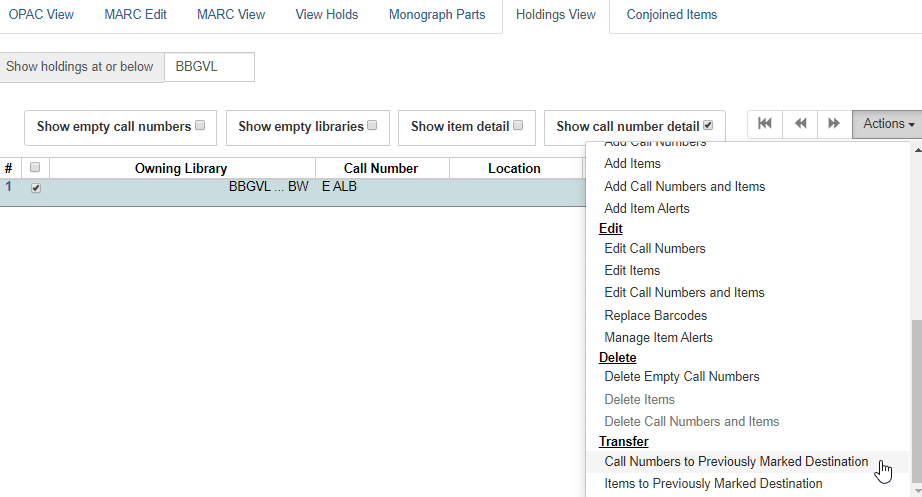 OPAC View MARC Edit MARC View View Holds Monograph Parts Holdings View Conjoined Items
Show holdings at or below BBGVL
Show empty call numbers Show empty libraries Show item detail Show call number detail Actions
# Owning Library Call Number Location
1 BBGVL ... BW E ALB
Add Call Numbers
Add Items
Add Call Numbers and Items
Add Item Alerts
Edit
Edit Call Numbers
Edit Items
Edit Call Numbers and Items
Replace Barcodes
Manage Item Alerts
Delete
Delete Empty Call Numbers
Delete Items
Delete Call Numbers and Items
Transfer
Call Numbers to Previously Marked Destination
Items to Previously Marked Destination